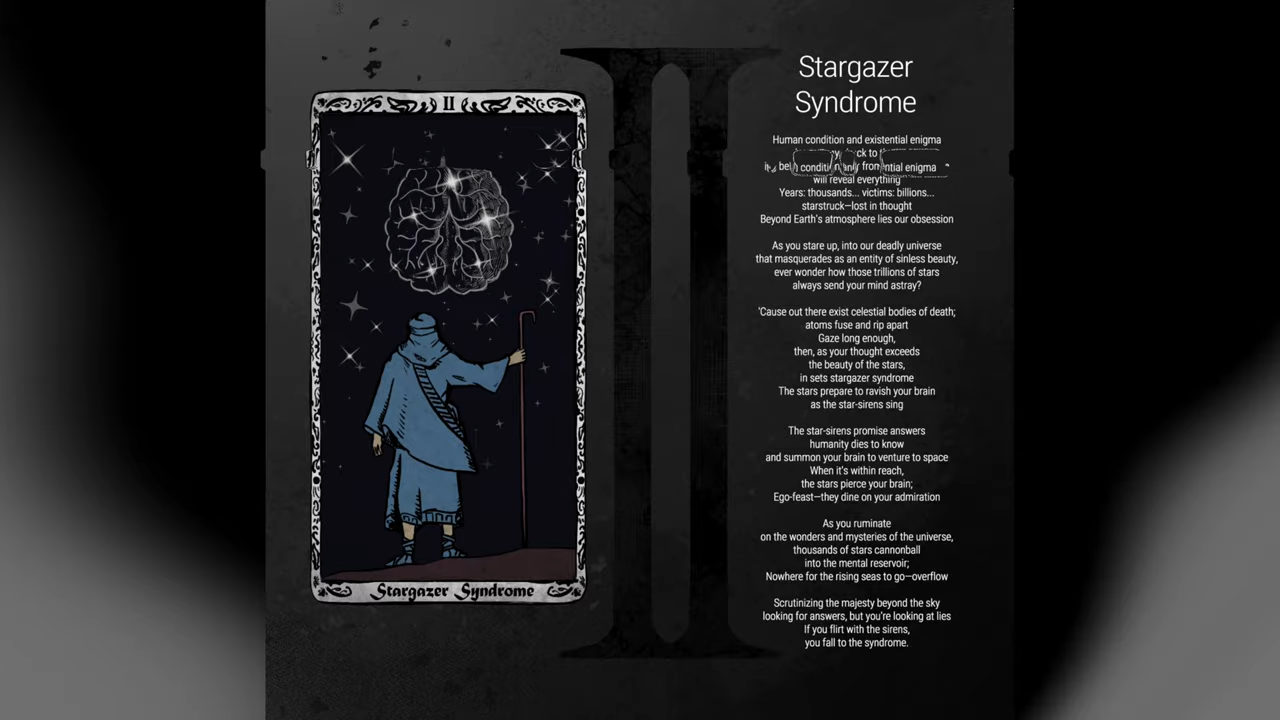 II
Stargazer Syndrome
Stargazer
Syndrome
Human condition and existential enigma
to
conditi ntial enigma
will reveal everything
Years: thousands... victims: billions...
starstruck—lost in thought
Beyond Earth's atmosphere lies our obsession
As you stare up, into our deadly universe
that masquerades as an entity of sinless beauty,
ever wonder how those trillions of stars
always send your mind astray?
'Cause out there exist celestial bodies of death;
atoms fuse and rip apart
Gaze long enough,
then, as your thought exceeds
the beauty of the stars,
in sets stargazer syndrome
The stars prepare to ravish your brain
as the star-sirens sing
The star-sirens promise answers
humanity dies to know
and summon your brain to venture to space
When it's within reach,
the stars pierce your brain;
Ego-feast—they dine on your admiration
As you ruminate
on the wonders and mysteries of the universe,
thousands of stars cannonball
into the mental reservoir;
Nowhere for the rising seas to go—overflow
Scrutinizing the majesty beyond the sky
looking for answers, but you're looking at lies
If you flirt with the sirens,
you fall to the syndrome.